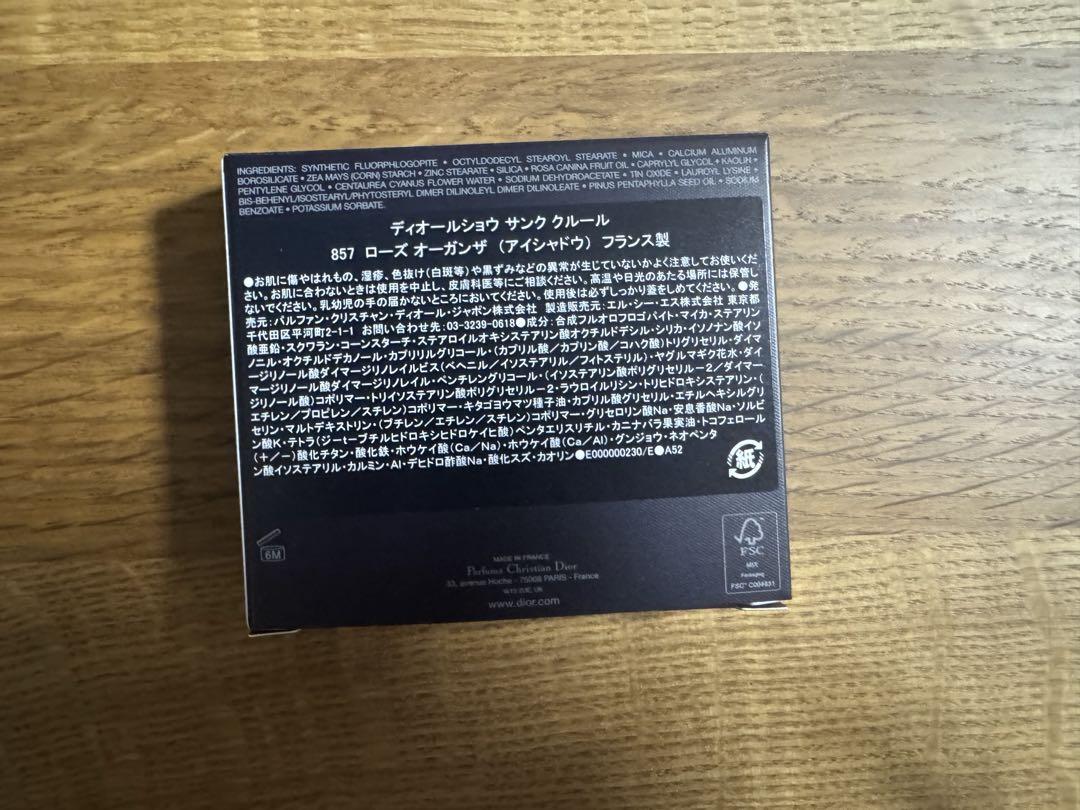 INGREDIENTS: SYNTHETIC FLUORPHLOGOPITE • OCTYLDODECYL STEAROYL STEARATE • MICA • CALCIUM ALUMINUM
BOROSILICATE • ZEA MAYS (CORN) STARCH • ZINC STEARATE • SILICA • ROSA CANINA FRUIT OIL • CAPRYLYL GLYCOL • KAOLIN •
PENTYLENE GLYCOL • CENTAUREA CYANUS FLOWER WATER • SODIUM DEHYDROACETATE • TIN OXIDE • LAUROYL LYSINE •
BIS-BEHENYL/ISOSTEARYL/PHYTOSTERYL DIMER DILINOLEYL DIMER DILINOLEATE • PINUS PENTAPHYLLA SEED OIL • SODIUM
BENZOATE • POTASSIUM SORBATE.
ディオールショウ サンク クルール
857 ローズ オーガンザ (アイシャドウ) フランス製
●お肌に傷やはれもの、湿疹、色抜け(白斑等)や黒ずみなどの異常が生じていないかよく注意してお使いくだ
さい。お肌に合わないときは使用を中止し、皮膚科医等にご相談ください。高温や日光のあたる場所には保管し
ないでください。乳幼児の手の届かないところにおいてください。使用後は必ずしっかり蓋をしめてください。●発
売元：パルファン・クリスチャン・ディオール・ジャポン株式会社 製造販売元：エル・シー・エス株式会社 東京都
千代田区平河町2-1-1 お問い合わせ先：03-3239-0618●成分：合成フルオロフロゴパイト・マイカ・ステアリン
酸亜鉛・スクワラン・コーンスターチ・ステアロイルオキシステアリン酸オクチルドデシル・シリカ・イソノナン酸イソ
ノニル・オクチルドデカノール・カプリリルグリコール・(カプリル酸/カプリン酸/コハク酸)トリグリセリル・ダイマ
ージリノール酸ダイマージリノレイルビス(ベヘニル/イソステアリル/フィトステリル)・ヤグルマギク花水・ダイ
マージリノール酸ダイマージリノレイル・ペンチレングリコール・(イソステアリン酸ポリグリセリル－2/ダイマー
ジリノール酸)コポリマー・トリイソステアリン酸ポリグリセリル－2・ラウロイルリシン・トリヒドロキシステアリン・(
エチレン/プロピレン/スチレン)コポリマー・キタゴヨウマツ種子油・カプリル酸グリセリル・エチルヘキシルグリ
セリン・マルトデキストリン・(ブチレン/エチレン/スチレン)コポリマー・グリセロリン酸Na・安息香酸Na・ソルビ
ン酸K・テトラ(ジーt－ブチルヒドロキシヒドロケイヒ酸)ペンタエリスリチル・カニナバラ果実油・トコフェロール
(＋/－)酸化チタン・酸化鉄・ホウケイ酸(Ca/Na)・ホウケイ酸(Ca/Al)・グンジョウ・ネオペンタ
ン酸イソステアリル・カルミン・Al・デヒドロ酢酸Na・酸化スズ・カオリン●E000000230/E●A52
紙
6M
MADE IN FRANCE
Parfums Christian Dior
33, avenue Hoche - 75008 PARIS - France
W1S 2UE, UK
www.dior.com
FSC
MIX
Packaging
FSC™ C004631